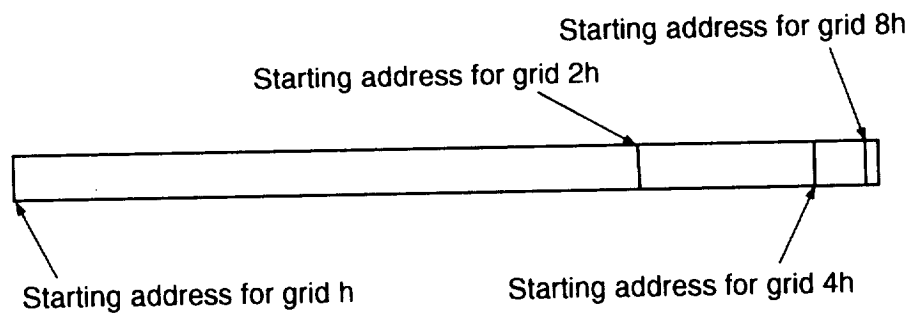 Starting address for grid 8h
Starting address for grid 2h
Starting address for grid h
Starting address for grid 4h